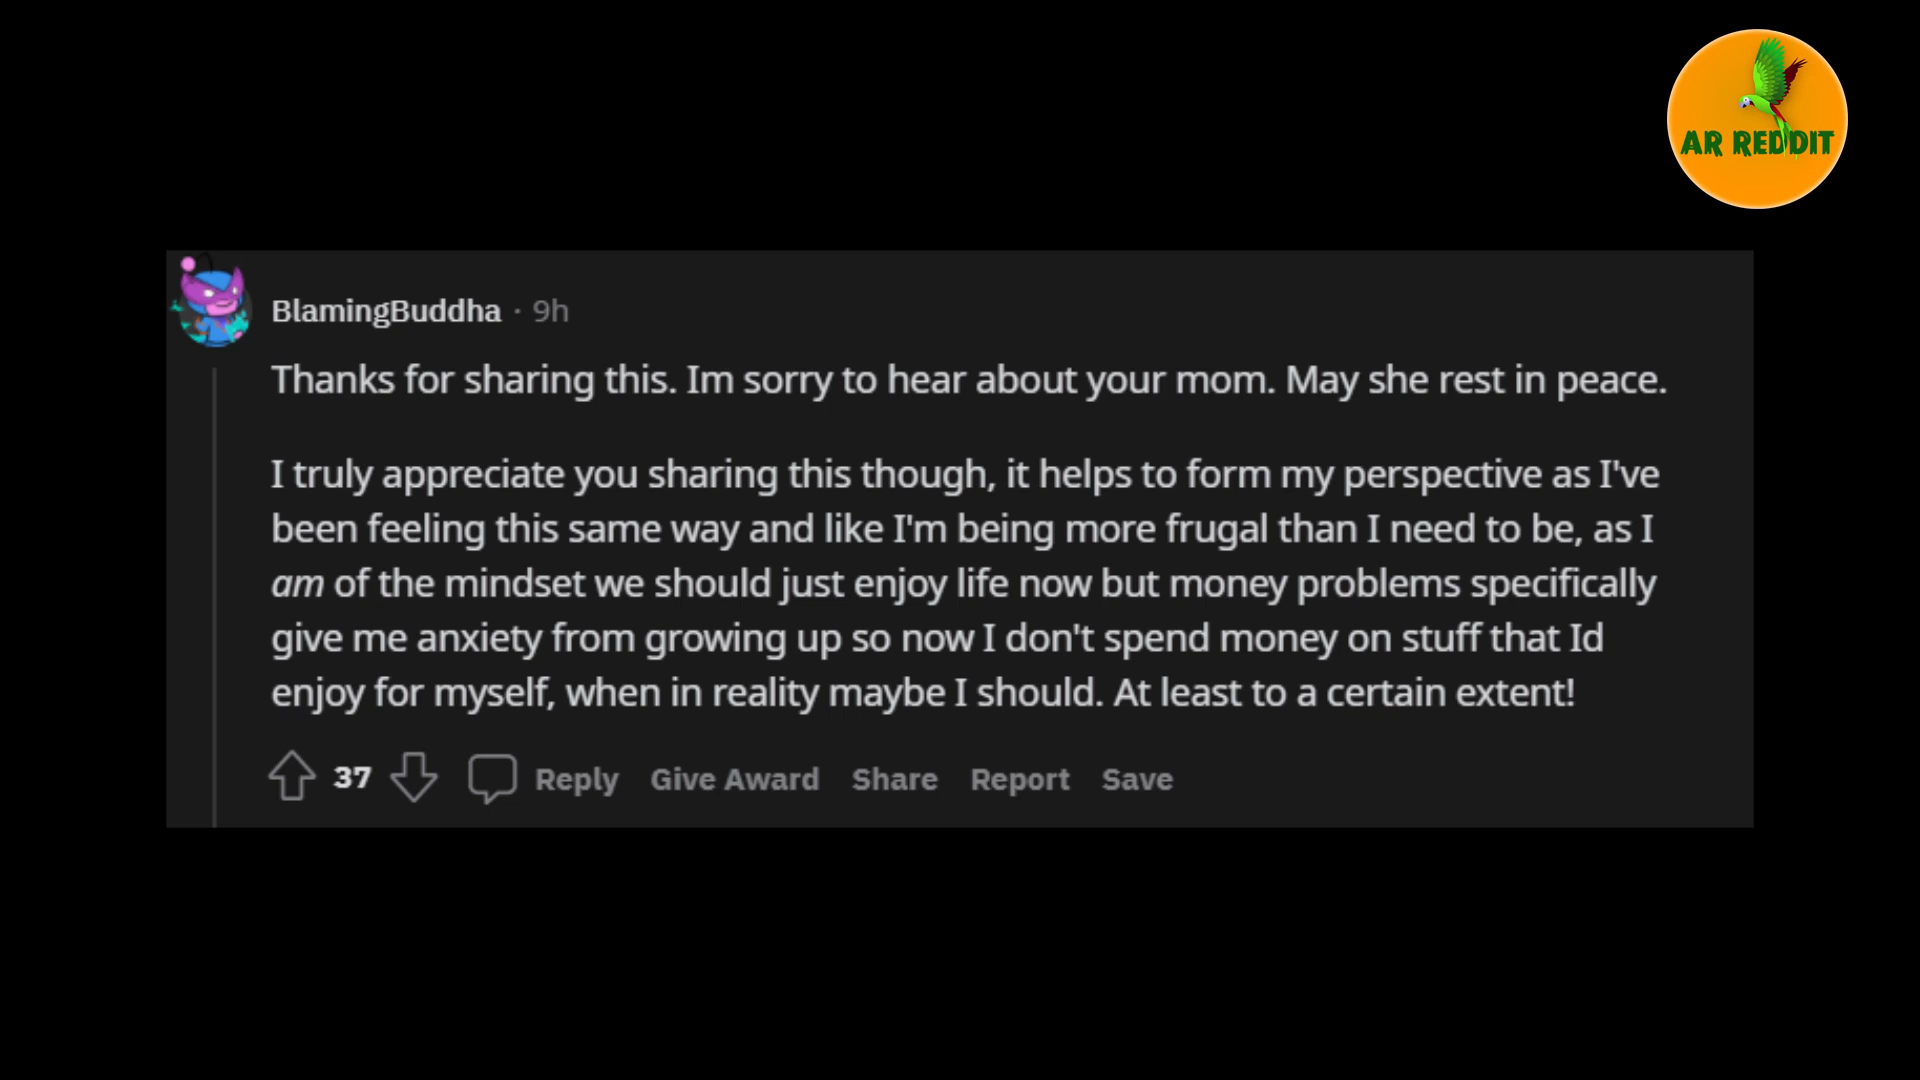 AR REDDIT
BlamingBuddha · 9h
Thanks for sharing this. Im sorry to hear about your mom. May she rest in peace.
I truly appreciate you sharing this though, it helps to form my perspective as I've
been feeling this same way and like I'm being more frugal than I need to be, as I
am of the mindset we should just enjoy life now but money problems specifically
give me anxiety from growing up so now I don't spend money on stuff that Id
enjoy for myself, when in reality maybe I should. At least to a certain extent!
37 Reply Give Award Share Report Save